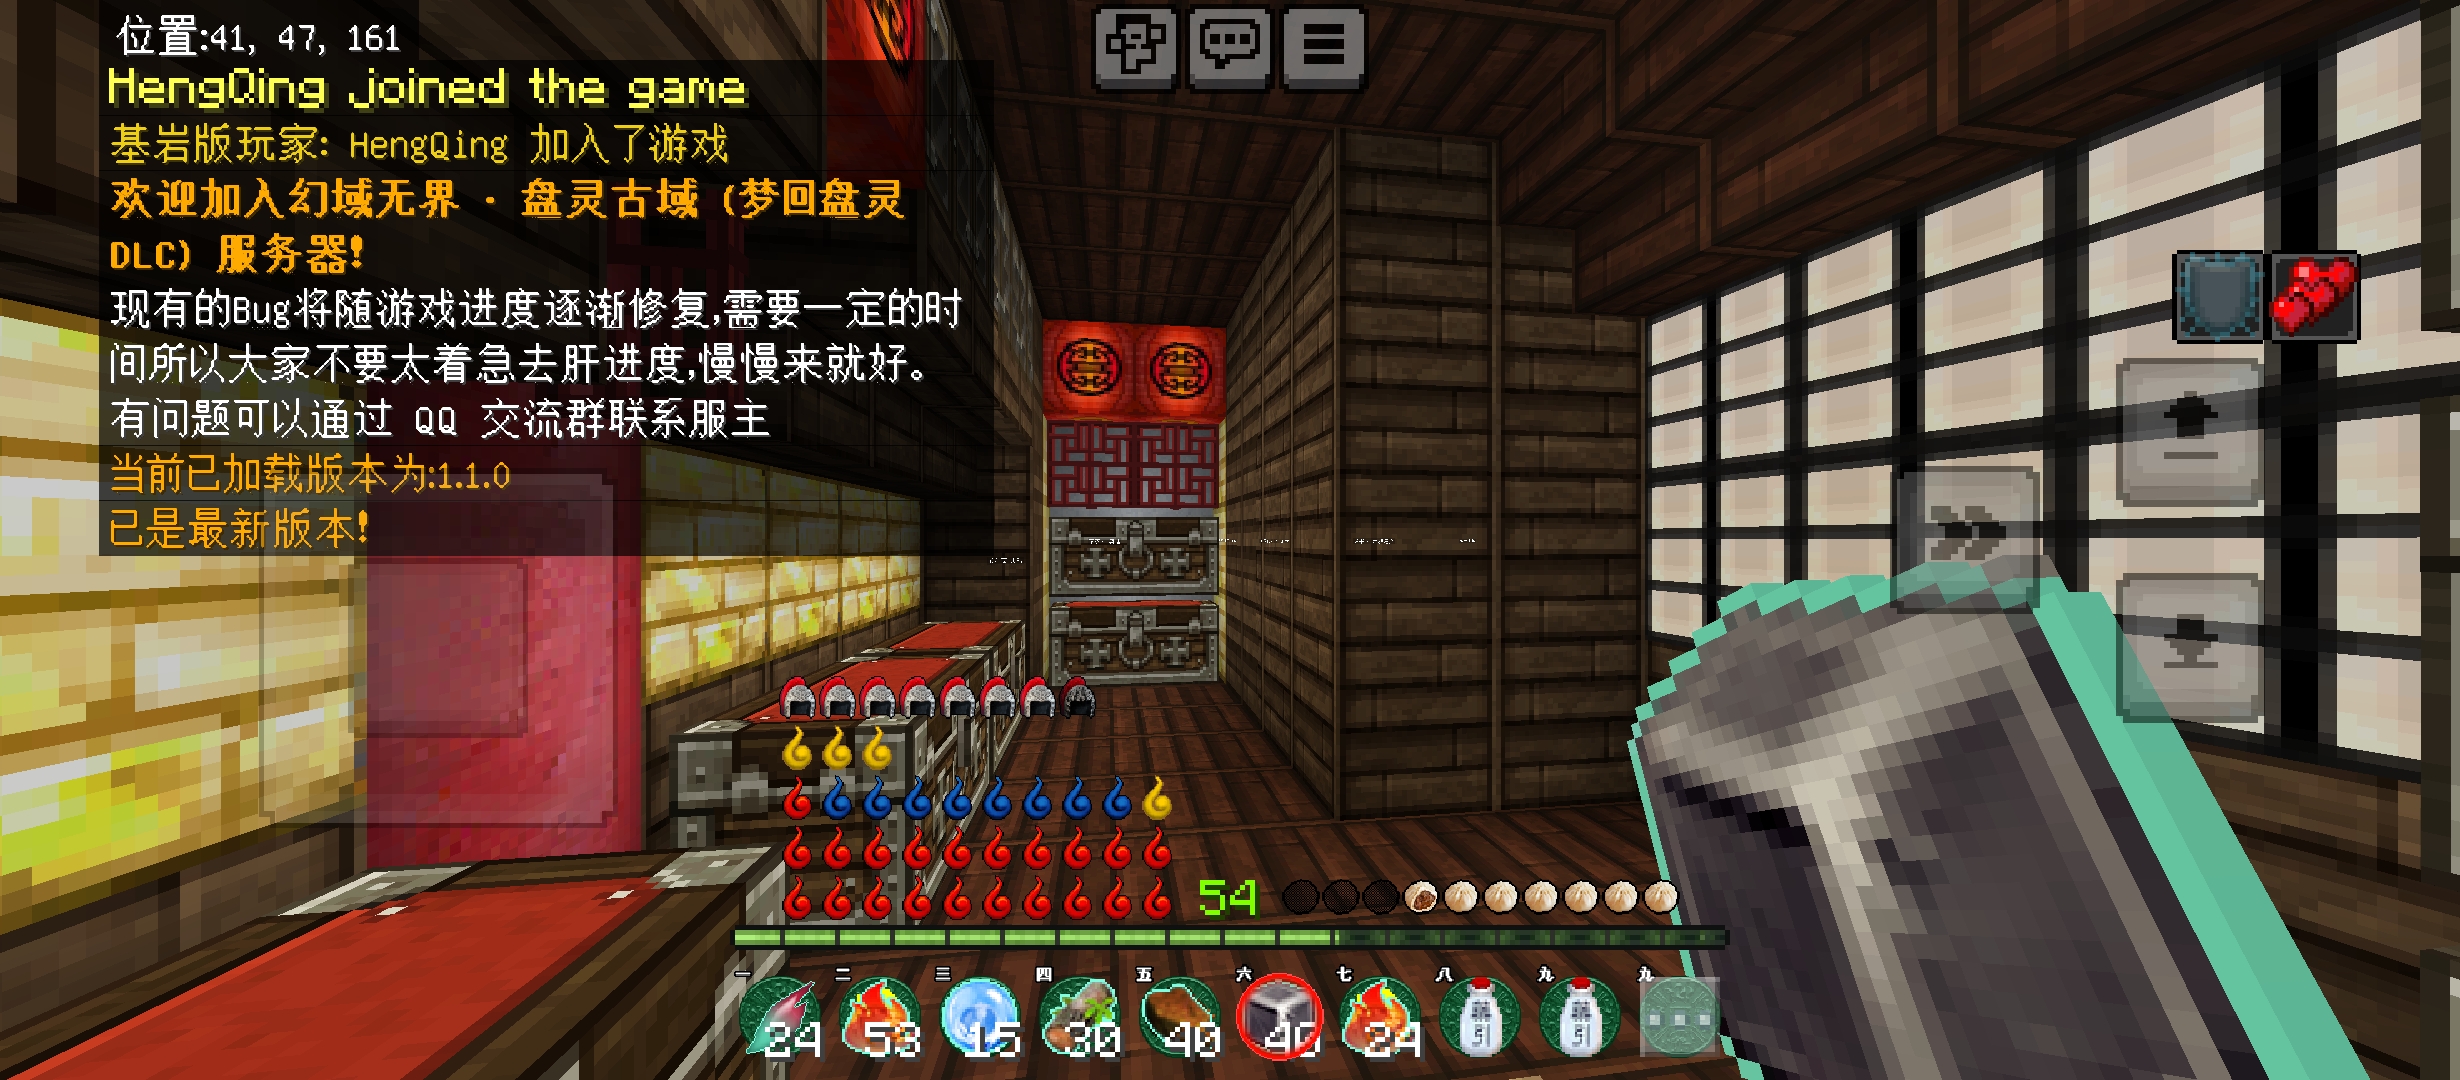 位置:41, 47, 161
HengQing joined the game
基岩版玩家: HengQing 加入了游戏
欢迎加入幻域无界 · 盘灵古域 (梦回盘灵
DLC) 服务器!
现有的Bug将随游戏进度逐渐修复,需要一定的时
间所以大家不要太着急去肝进度,慢慢来就好。
有问题可以通过 QQ 交流群联系服主
当前已加载版本为:1.1.0
已是最新版本!
54
一 二 三 四 五 六 七 八 九 九
24 53 15 30 40 46 24